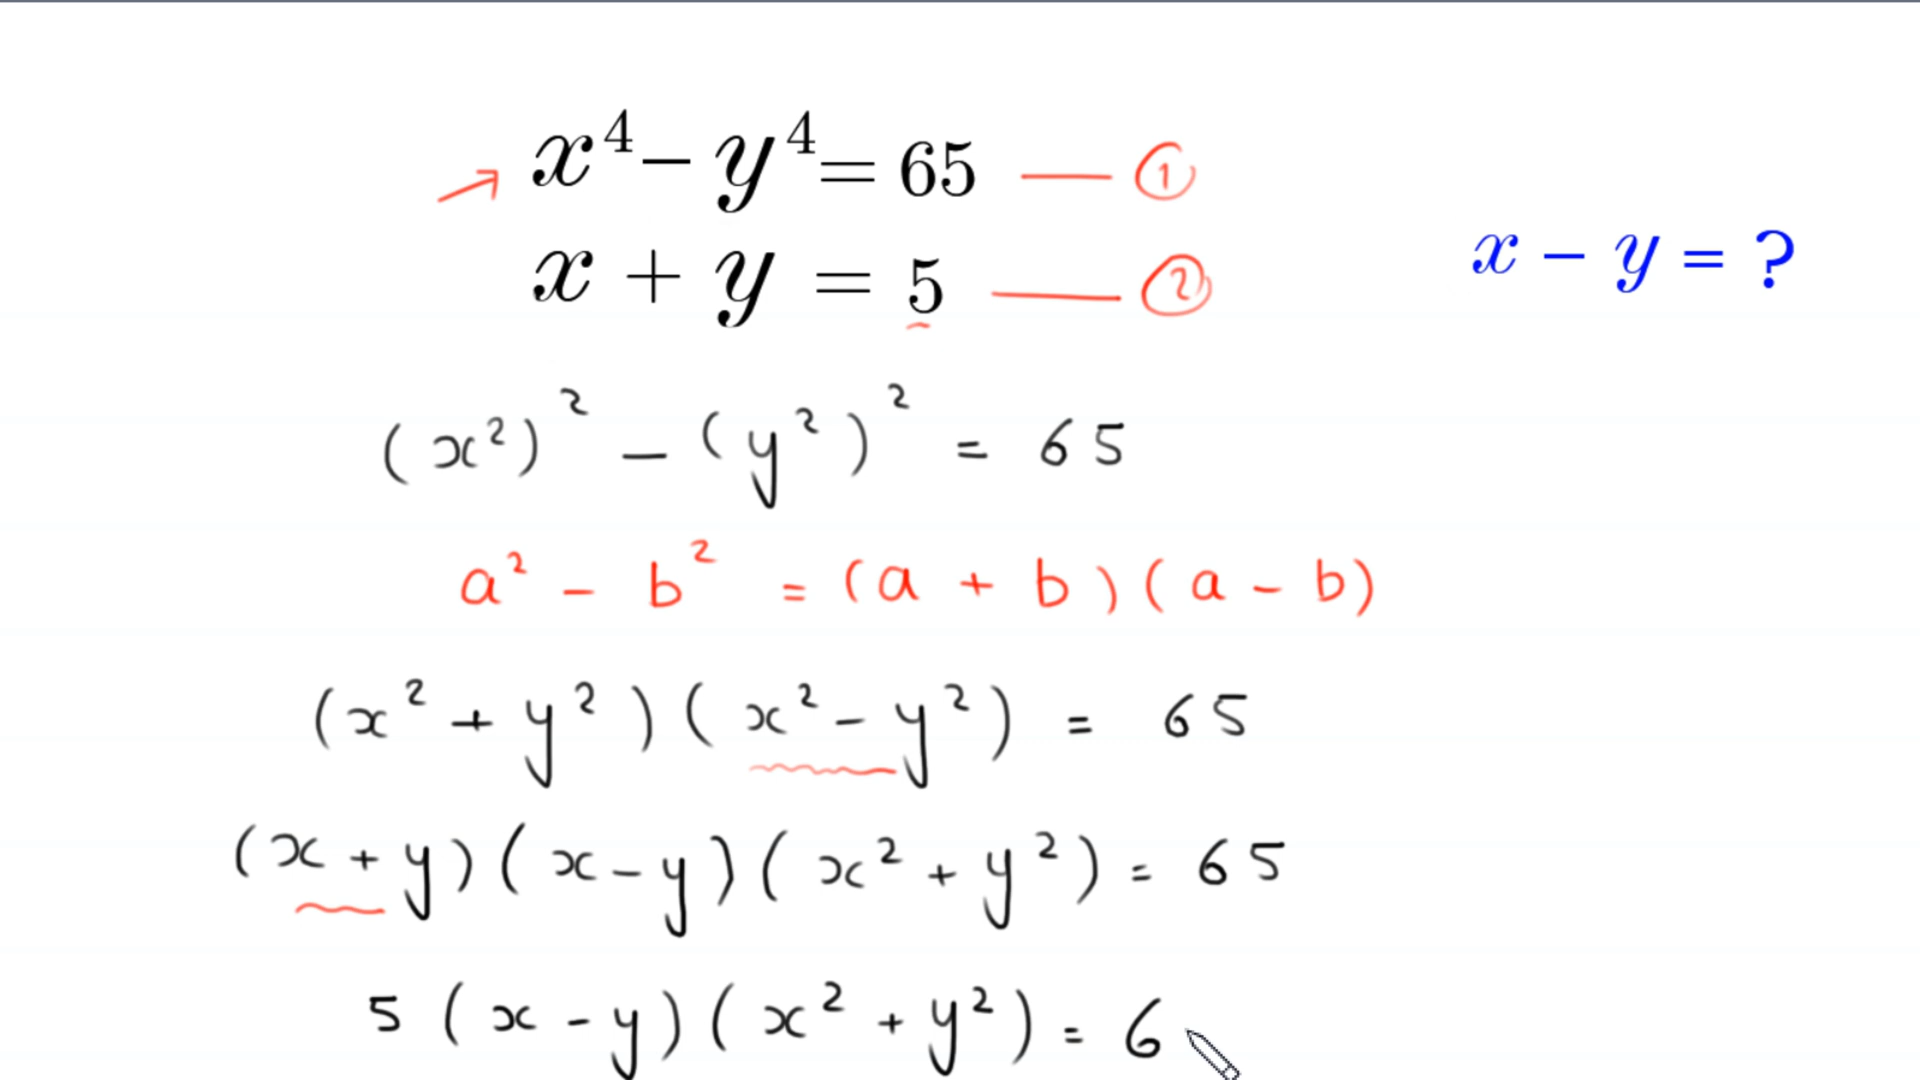 x⁴ − y⁴ = 65 — ①
x + y = 5 — ②
x − y = ?
(x²)² − (y²)² = 65
a² − b² = (a + b)(a − b)
(x² + y²)(x² − y²) = 65
(x + y)(x − y)(x² + y²) = 65
5(x − y)(x² + y²) = 6